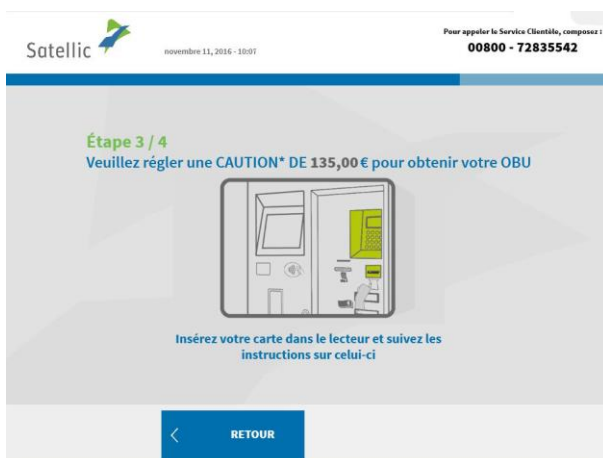 Satellic
novembre 11, 2016 - 10:07
Pour appeler le Service Clientèle, composez :
00800 - 72835542
Étape 3 / 4
Veuillez régler une CAUTION* DE 135,00 € pour obtenir votre OBU
Insérez votre carte dans le lecteur et suivez les
instructions sur celui-ci
RETOUR